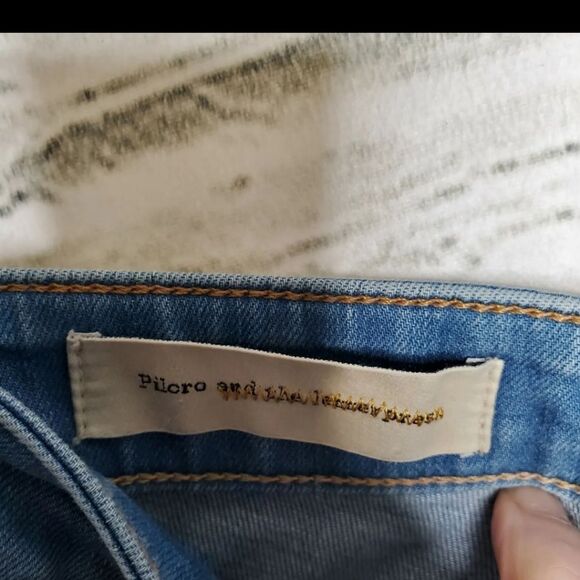 Pilcro and the letterpress